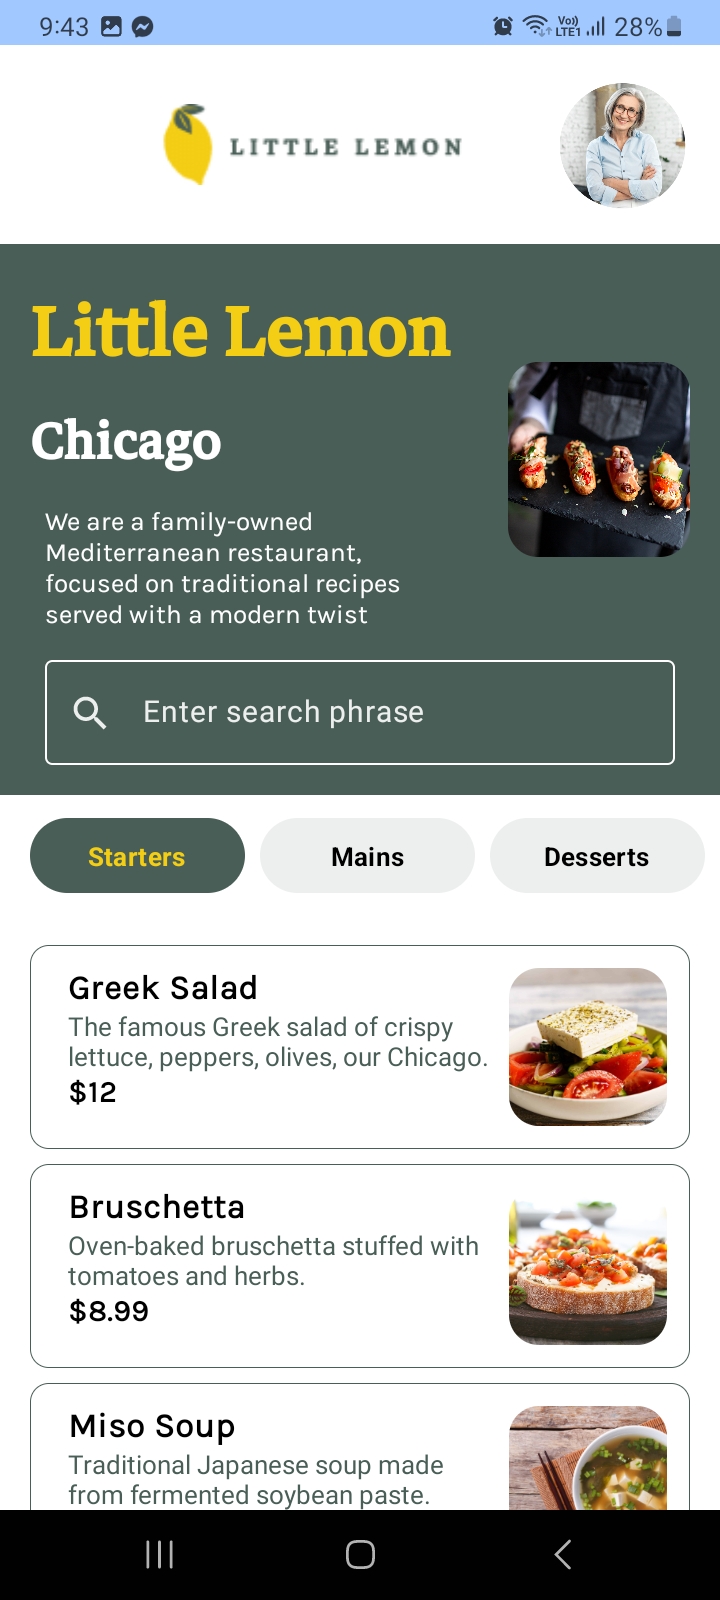 9:43
Vo))
LTE1
28%
LITTLE LEMON
Little Lemon
Chicago
We are a family-owned
Mediterranean restaurant,
focused on traditional recipes
served with a modern twist
Enter search phrase
Starters
Mains
Desserts
Greek Salad
The famous Greek salad of crispy
lettuce, peppers, olives, our Chicago.
$12
Bruschetta
Oven-baked bruschetta stuffed with
tomatoes and herbs.
$8.99
Miso Soup
Traditional Japanese soup made
from fermented soybean paste.